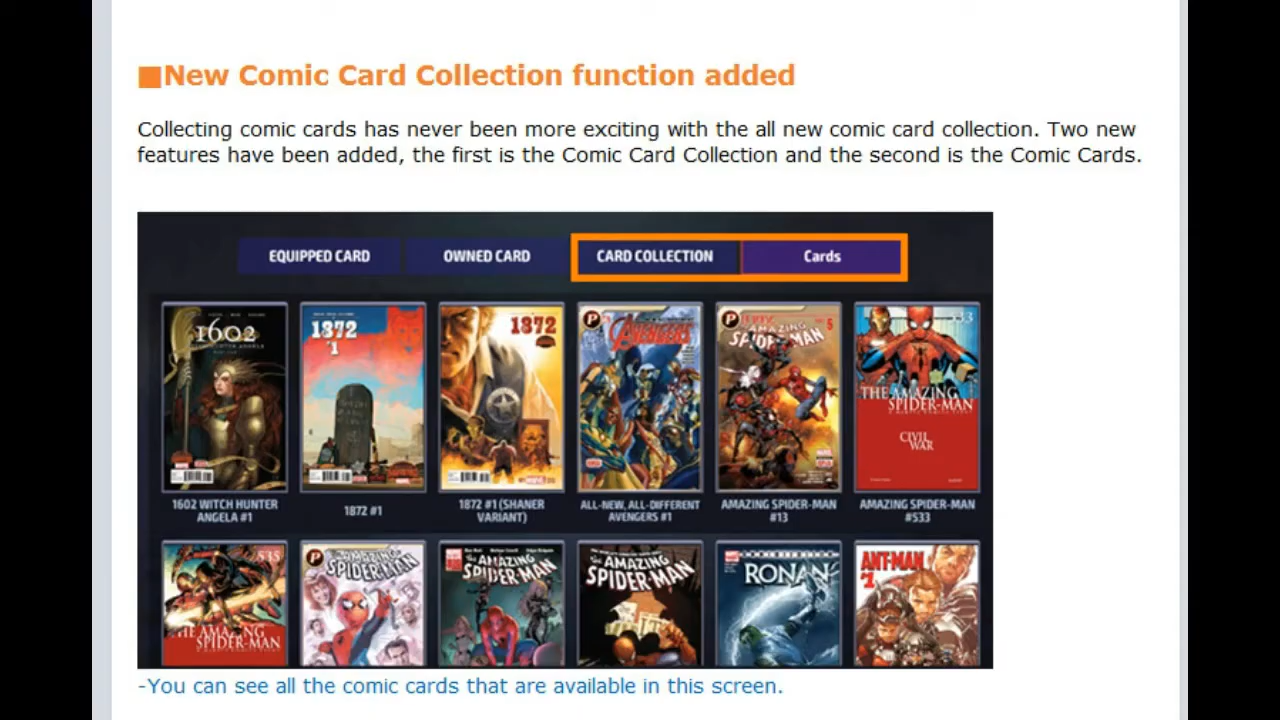 ■New Comic Card Collection function added
Collecting comic cards has never been more exciting with the all new comic card collection. Two new
features have been added, the first is the Comic Card Collection and the second is the Comic Cards.
EQUIPPED CARD OWNED CARD CARD COLLECTION Cards
1602
1872
#1
1872
AVENGERS
AMAZING
SPIDER-MAN
533
THE AMAZING
SPIDER-MAN
CIVIL
WAR
1602 WITCH HUNTER
ANGELA #1
1872 #1
1872 #1 (SHANER
VARIANT)
ALL-NEW, ALL-DIFFERENT
AVENGERS #1
AMAZING SPIDER-MAN
#13
AMAZING SPIDER-MAN
#533
535
THE AMAZING
SPIDER-MAN
AMAZING
SPIDER-MAN
AMAZING
SPIDER-MAN
AMAZING
SPIDER-MAN
RONAN
ANT-MAN
#1
-You can see all the comic cards that are available in this screen.